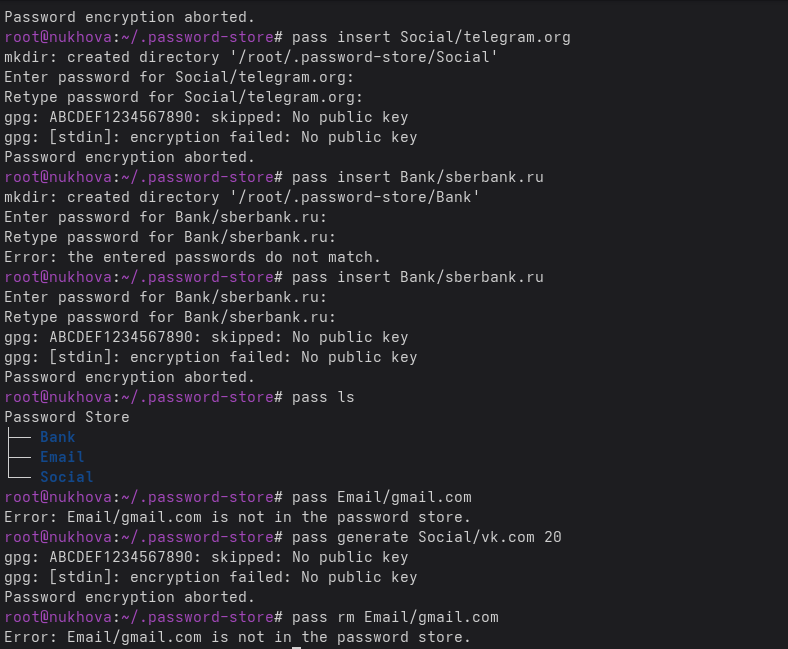 Password encryption aborted.
root@nukhova:~/.password-store# pass insert Social/telegram.org
mkdir: created directory '/root/.password-store/Social'
Enter password for Social/telegram.org:
Retype password for Social/telegram.org:
gpg: ABCDEF1234567890: skipped: No public key
gpg: [stdin]: encryption failed: No public key
Password encryption aborted.
root@nukhova:~/.password-store# pass insert Bank/sberbank.ru
mkdir: created directory '/root/.password-store/Bank'
Enter password for Bank/sberbank.ru:
Retype password for Bank/sberbank.ru:
Error: the entered passwords do not match.
root@nukhova:~/.password-store# pass insert Bank/sberbank.ru
Enter password for Bank/sberbank.ru:
Retype password for Bank/sberbank.ru:
gpg: ABCDEF1234567890: skipped: No public key
gpg: [stdin]: encryption failed: No public key
Password encryption aborted.
root@nukhova:~/.password-store# pass ls
Password Store
├── Bank
├── Email
└── Social
root@nukhova:~/.password-store# pass Email/gmail.com
Error: Email/gmail.com is not in the password store.
root@nukhova:~/.password-store# pass generate Social/vk.com 20
gpg: ABCDEF1234567890: skipped: No public key
gpg: [stdin]: encryption failed: No public key
Password encryption aborted.
root@nukhova:~/.password-store# pass rm Email/gmail.com
Error: Email/gmail.com is not in the password store.